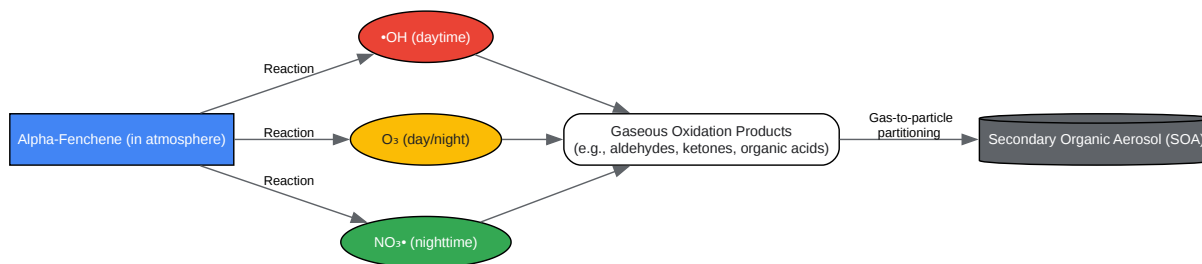 •OH (daytime)
Reaction
Alpha-Fenchene (in atmosphere)
Reaction
O₃ (day/night)
Reaction
NO₃• (nighttime)
Gaseous Oxidation Products
(e.g., aldehydes, ketones, organic acids)
Gas-to-particle
partitioning
Secondary Organic Aerosol (SOA)